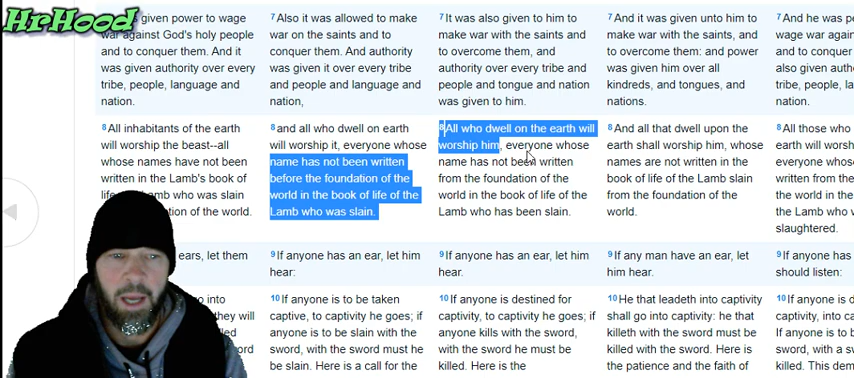 HrHood
given power to wage
war against God's holy people
and to conquer them. And it
was given authority over every
tribe, people, language and
nation.
7 Also it was allowed to make
war on the saints and to
conquer them. And authority
was given it over every tribe
and people and language and
nation,
7 It was also given to him to
make war with the saints and
to overcome them, and
authority over every tribe and
people and tongue and nation
was given to him.
7 And it was given unto him to
make war with the saints, and
to overcome them: and power
was given him over all
kindreds, and tongues, and
nations.
7 And he was pe
wage war again
and to conque
also given autho
tribe, people, la
nation.
8 All inhabitants of the earth
will worship the beast--all
whose names have not been
written in the Lamb's book of
life, the Lamb who was slain
of the world.
8 and all who dwell on earth
will worship it, everyone whose
name has not been written
before the foundation of the
world in the book of life of the
Lamb who was slain.
8 All who dwell on the earth will
worship him, everyone whose
name has not been written
from the foundation of the
world in the book of life of the
Lamb who has been slain.
8 And all that dwell upon the
earth shall worship him, whose
names are not written in the
book of life of the Lamb slain
from the foundation of the
world.
8 All those who
earth will worsh
everyone whose
written from the
the world in the
the Lamb who w
slaughtered.
ears, let them
9 If anyone has an ear, let him
hear:
9 If anyone has an ear, let him
hear.
9 If any man have an ear, let
him hear.
9 If anyone has
should listen:
go into
they will
10 If anyone is to be taken
captive, to captivity he goes; if
anyone is to be slain with the
sword, with the sword must he
be slain. Here is a call for the
10 If anyone is destined for
captivity, to captivity he goes; if
anyone kills with the sword,
with the sword he must be
killed. Here is the
10 He that leadeth into captivity
shall go into captivity: he that
killeth with the sword must be
killed with the sword. Here is
the patience and the faith of
10 If anyone is d
captivity, into ca
If anyone is to b
sword, with a s
killed. This dem